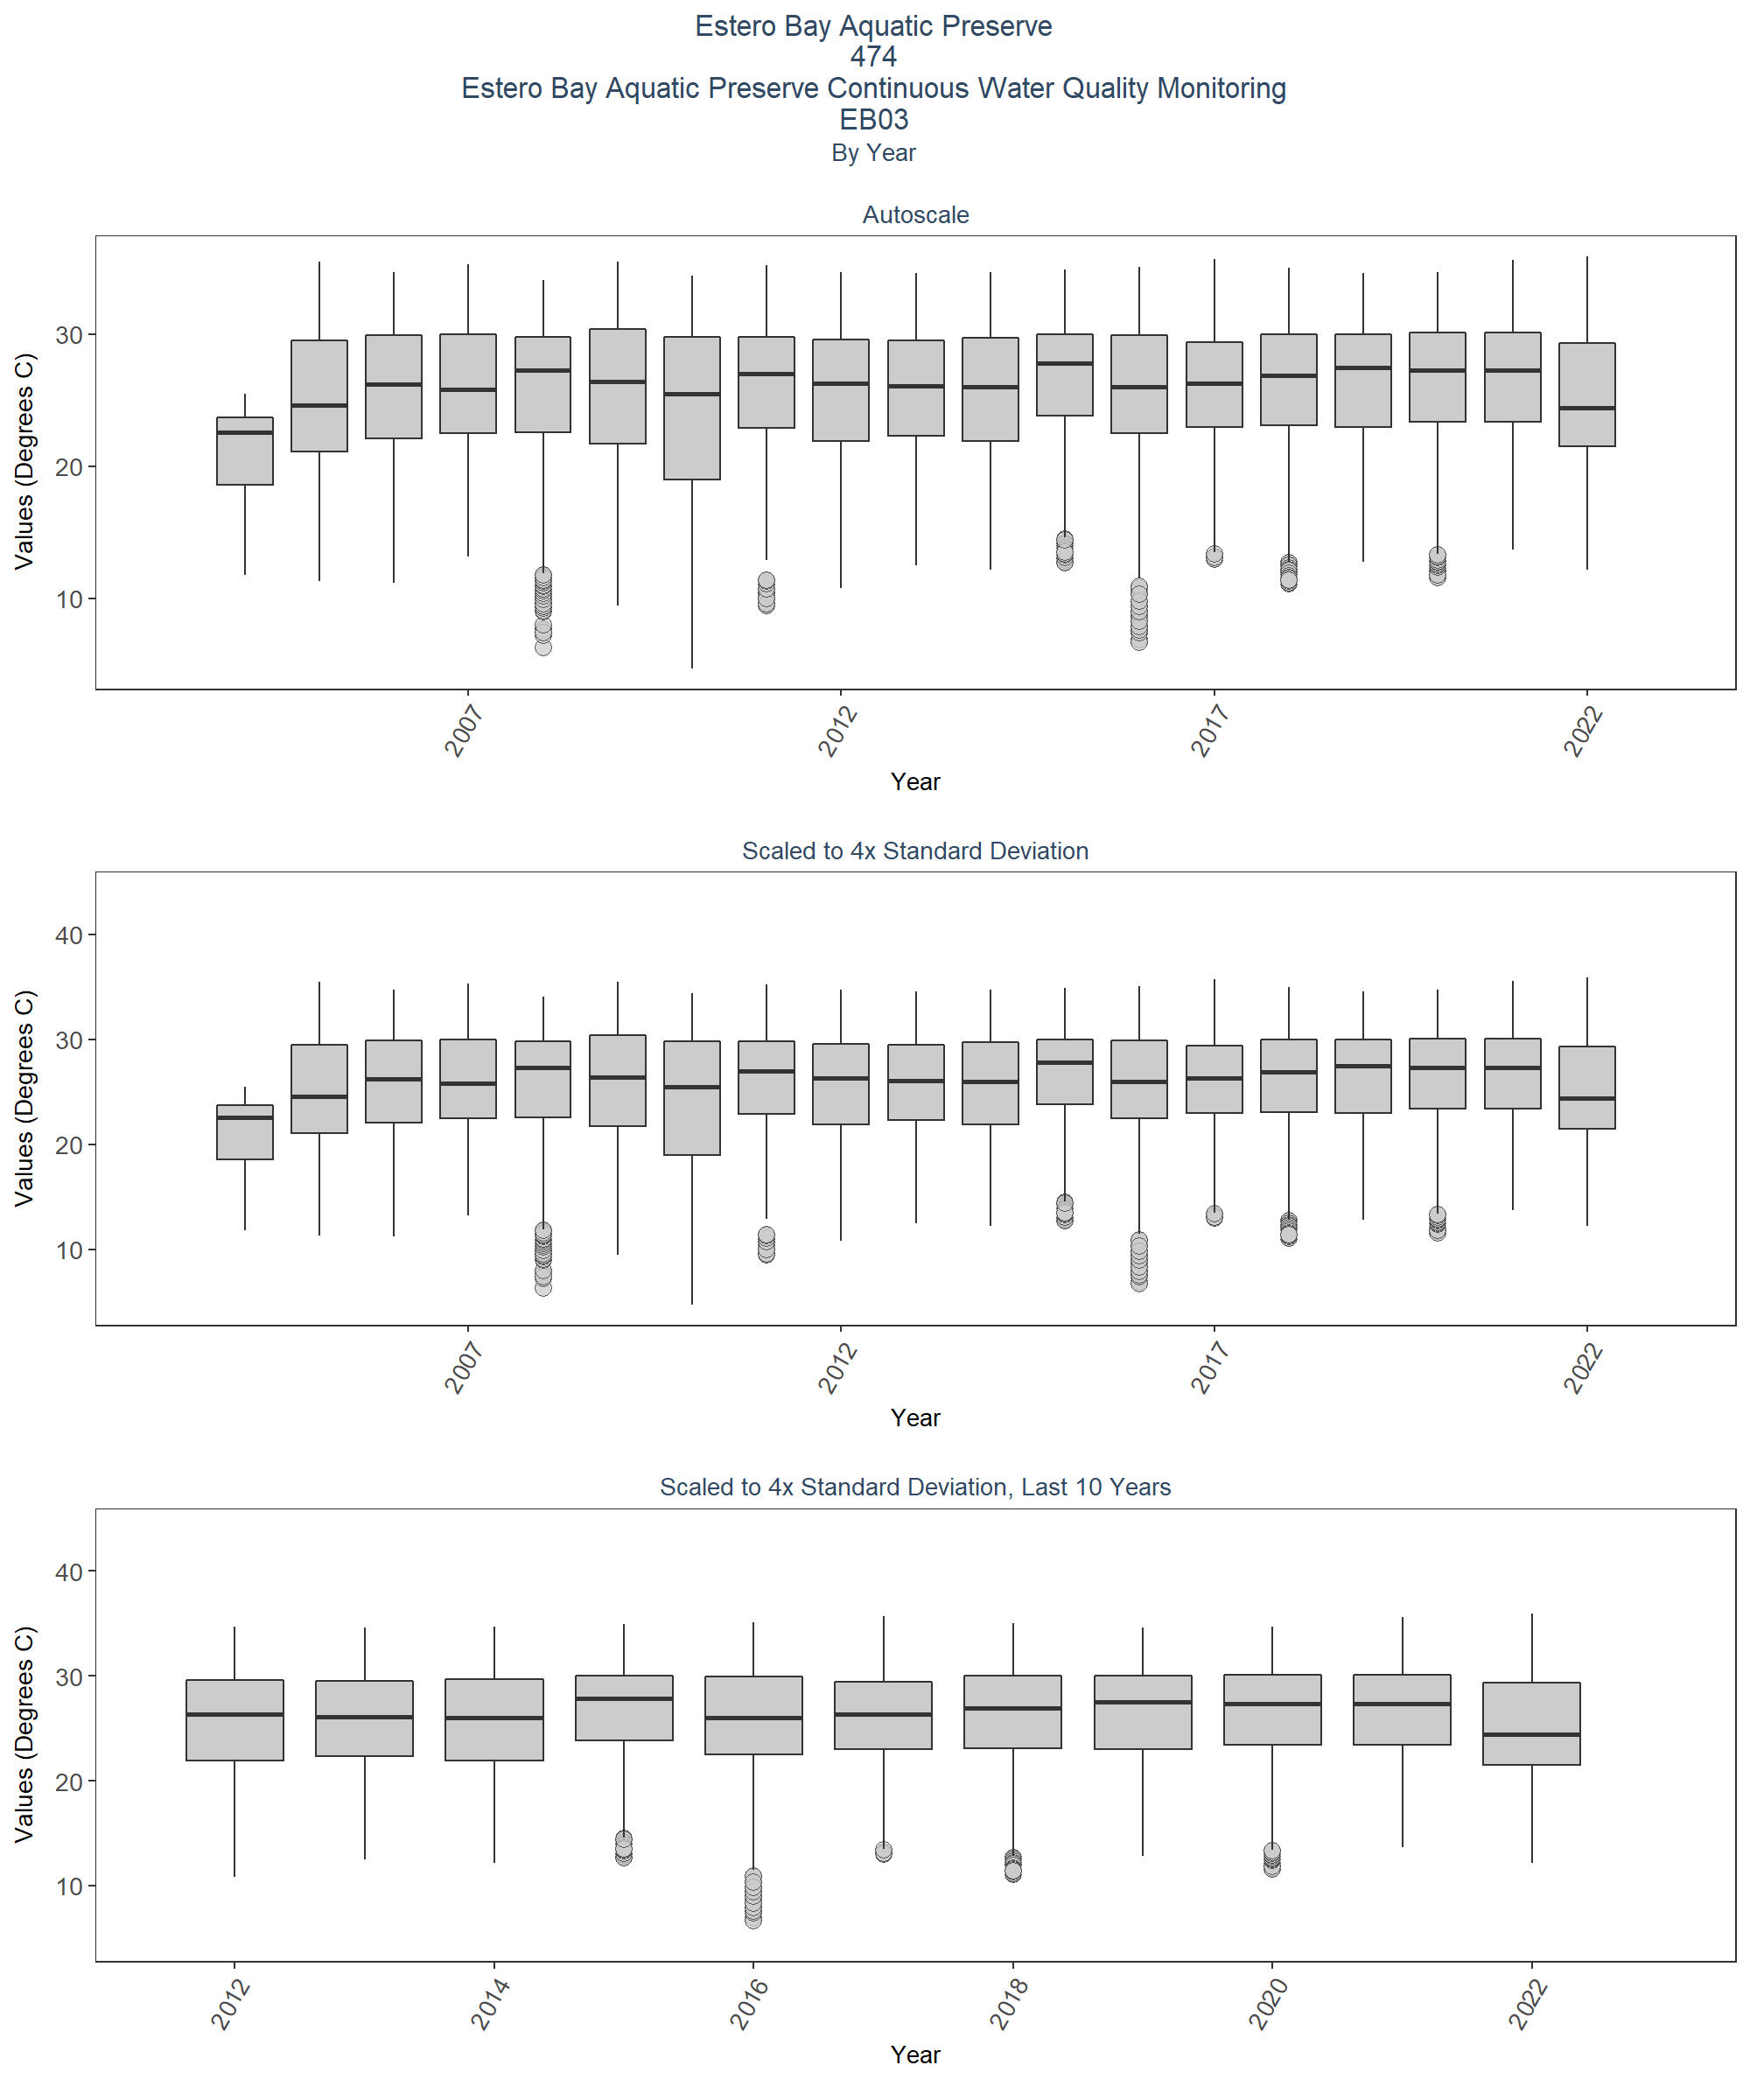 Estero Bay Aquatic Preserve
474
Estero Bay Aquatic Preserve Continuous Water Quality Monitoring
EB03
By Year
Autoscale
Values (Degrees C)
30
20
10
2007
2012
2017
2022
Year
Scaled to 4x Standard Deviation
Values (Degrees C)
40
30
20
10
2007
2012
2017
2022
Year
Scaled to 4x Standard Deviation, Last 10 Years
Values (Degrees C)
40
30
20
10
2012
2014
2016
2018
2020
2022
Year